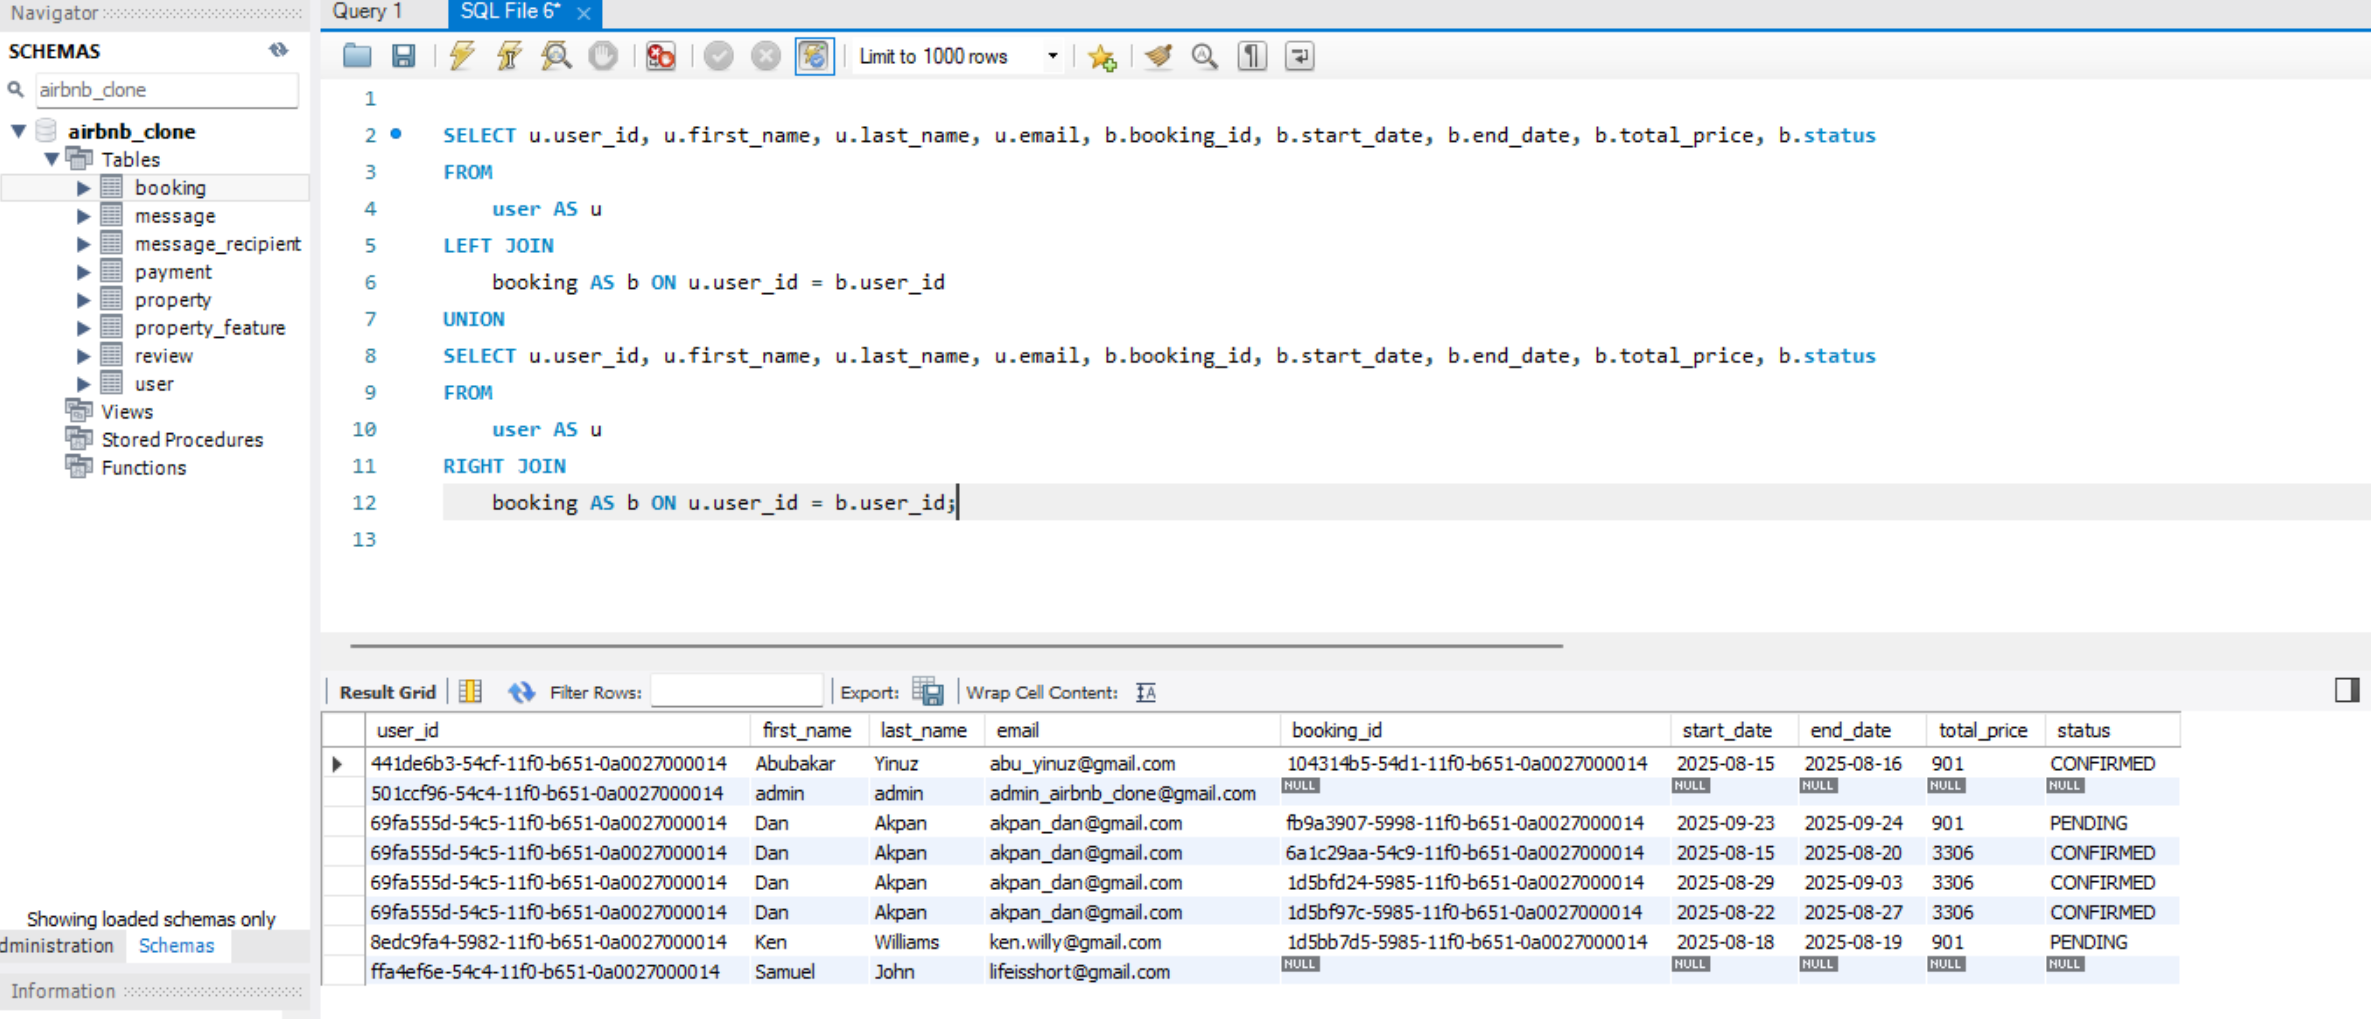 Navigator
Query 1
SQL File 6*
SCHEMAS
Limit to 1000 rows
airbnb_clone
airbnb_clone
Tables
booking
message
message_recipient
payment
property
property_feature
review
user
Views
Stored Procedures
Functions
1
2 SELECT u.user_id, u.first_name, u.last_name, u.email, b.booking_id, b.start_date, b.end_date, b.total_price, b.status
3 FROM
4 user AS u
5 LEFT JOIN
6 booking AS b ON u.user_id = b.user_id
7 UNION
8 SELECT u.user_id, u.first_name, u.last_name, u.email, b.booking_id, b.start_date, b.end_date, b.total_price, b.status
9 FROM
10 user AS u
11 RIGHT JOIN
12 booking AS b ON u.user_id = b.user_id;
13
Result Grid Filter Rows: Export: Wrap Cell Content:
user_id first_name last_name email booking_id start_date end_date total_price status
441de6b3-54cf-11f0-b651-0a0027000014 Abubakar Yinuz abu_yinuz@gmail.com 104314b5-54d1-11f0-b651-0a0027000014 2025-08-15 2025-08-16 901 CONFIRMED
501ccf96-54c4-11f0-b651-0a0027000014 admin admin admin_airbnb_clone@gmail.com NULL NULL NULL NULL NULL
69fa555d-54c5-11f0-b651-0a0027000014 Dan Akpan akpan_dan@gmail.com fb9a3907-5998-11f0-b651-0a0027000014 2025-09-23 2025-09-24 901 PENDING
69fa555d-54c5-11f0-b651-0a0027000014 Dan Akpan akpan_dan@gmail.com 6a1c29aa-54c9-11f0-b651-0a0027000014 2025-08-15 2025-08-20 3306 CONFIRMED
69fa555d-54c5-11f0-b651-0a0027000014 Dan Akpan akpan_dan@gmail.com 1d5bfd24-5985-11f0-b651-0a0027000014 2025-08-29 2025-09-03 3306 CONFIRMED
69fa555d-54c5-11f0-b651-0a0027000014 Dan Akpan akpan_dan@gmail.com 1d5bf97c-5985-11f0-b651-0a0027000014 2025-08-22 2025-08-27 3306 CONFIRMED
8edc9fa4-5982-11f0-b651-0a0027000014 Ken Williams ken.willy@gmail.com 1d5bb7d5-5985-11f0-b651-0a0027000014 2025-08-18 2025-08-19 901 PENDING
ffa4ef6e-54c4-11f0-b651-0a0027000014 Samuel John lifeisshort@gmail.com NULL NULL NULL NULL NULL
Showing loaded schemas only
dministration Schemas
Information